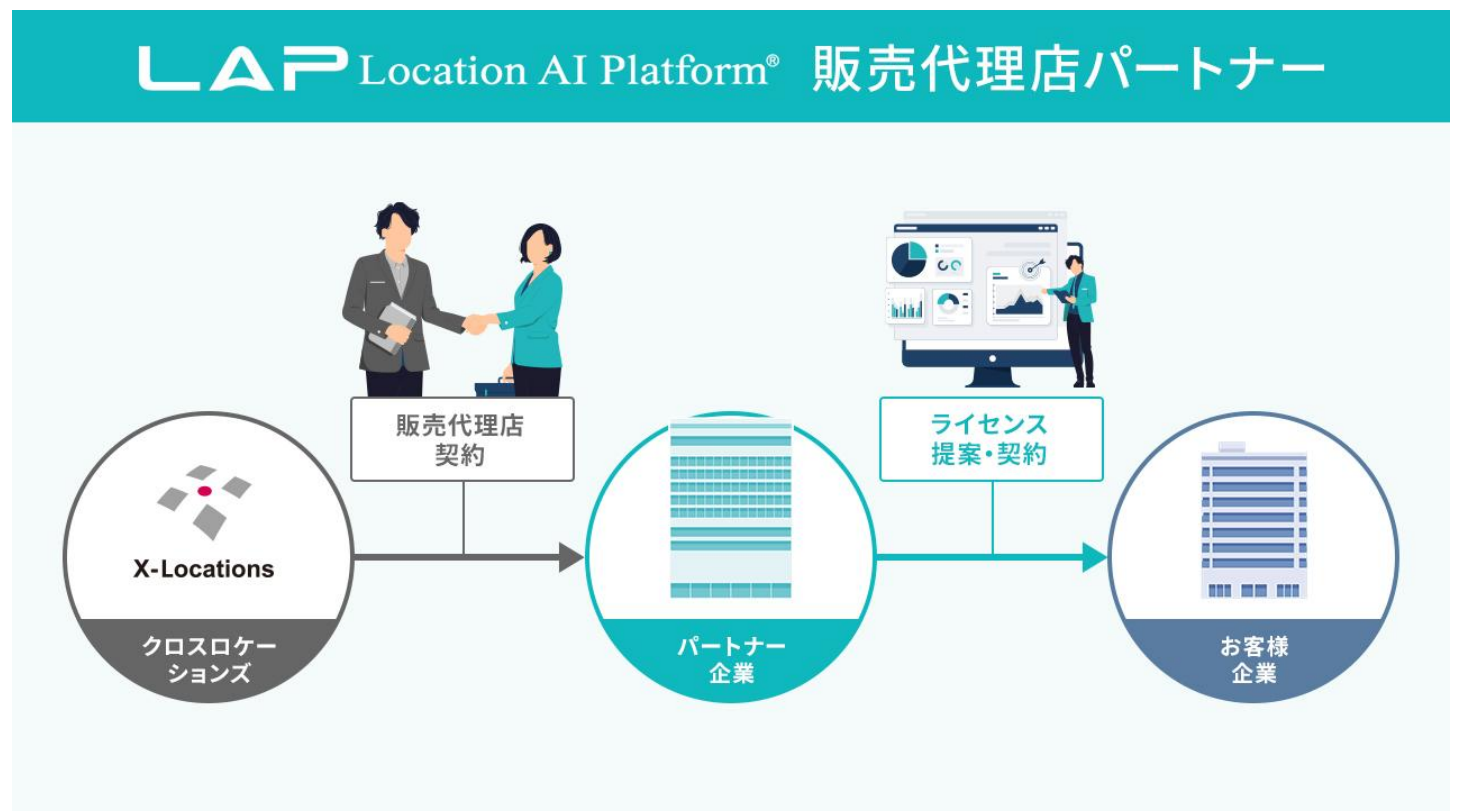 LAP Location AI Platform® 販売代理店パートナー
販売代理店
契約
ライセンス
提案・契約
X-Locations
クロスロケー
ションズ
パートナー
企業
お客様
企業